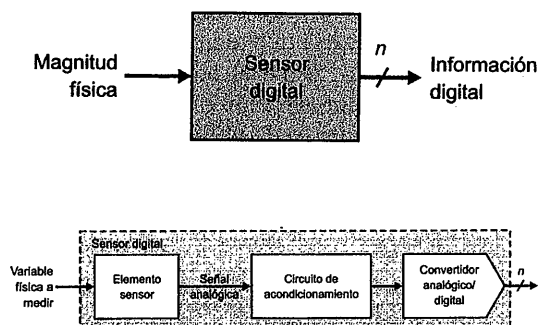 Magnitud
física
Sensor
digital
n
Información
digital
Sensor digital
Variable
física a
medir
Elemento
sensor
Señal
analógica
Circuito de
acondicionamiento
Convertidor
analógico/
digital
n